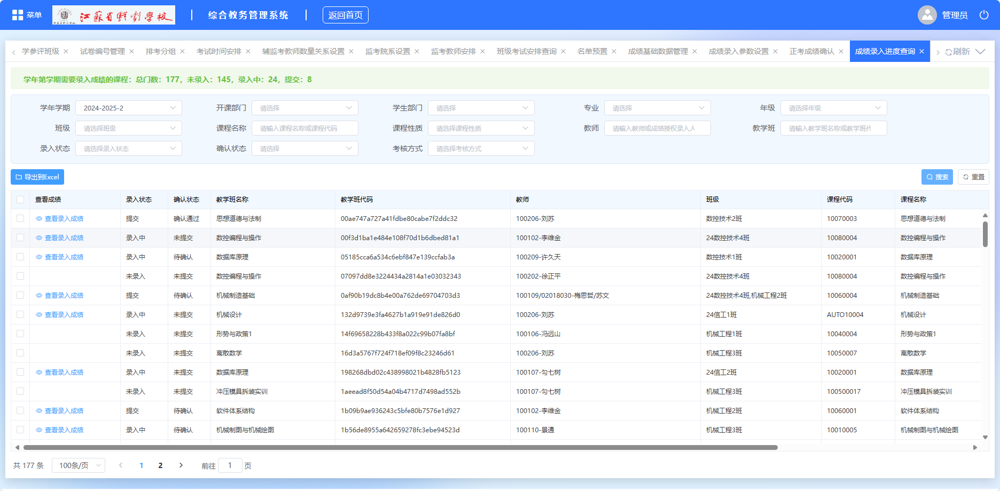 菜单 江苏省戏剧学校 综合教务管理系统 返回首页 管理员
学参评班级 试卷编号管理 排考分组 考试时间安排 辅监考教师数量关系设置 监考院系设置 监考教师安排 班级考试安排查询 名单预置 成绩基础数据管理 成绩录入参数设置 正考成绩确认 成绩录入进度查询 刷新
学年第学期需要录入成绩的课程：总门数：177，未录入：145，录入中：24，提交：8
学年学期 2024-2025-2 开课部门 请选择 学生部门 请选择 专业 请选择 年级 请选择年级
班级 请选择班级 课程名称 请输入课程名称或课程代码 课程性质 请选择课程性质 教师 请输入教师或成绩授权录入人 教学班 请输入教学班名称或教学班代
录入状态 请选择录入状态 确认状态 请选择 考核方式 请选择考核方式
导出到Excel 搜索 重置
查看成绩 录入状态 确认状态 教学班名称 教学班代码 教师 班级 课程代码 课程名称
查看录入成绩 提交 确认通过 思想道德与法制 00ae747a727a41fdbe80cabe7f2ddc32 100206-刘苏 数控技术2班 10070003 思想道德与法制
查看录入成绩 录入中 未提交 数控编程与操作 00f3d1ba1e484e108f70d1b6dbed81a1 100102-李维金 24数控技术4班 10080004 数控编程与操作
查看录入成绩 录入中 待确认 数据库原理 05185cca6a534c6ebf847e139ccfab3a 100209-许久天 数控技术1班 10020001 数据库原理
未录入 未提交 数控编程与操作 07097dd8e3224434a2814a1e03032343 100202-徐正平 24数控技术4班 10080004 数控编程与操作
查看录入成绩 提交 待确认 机械制造基础 0af90b19dc8b4e00a762de69704703d3 100109/02018030-梅思哲/苏文 24数控技术4班,机械工程2班 10060004 机械制造基础
查看录入成绩 录入中 未提交 机械设计 132d9739e3fa4627b1a919e91de826d0 100206-刘苏 24信工1班 AUTO10004 机械设计
未录入 未提交 形势与政策1 14f69658228b433f8a022c99b07fa8bf 100106-冯远山 机械工程1班 10040004 形势与政策1
未录入 未提交 离散数学 16d3a5767f724f718ef09f8c23246d61 100206-刘苏 机械工程3班 10050007 离散数学
查看录入成绩 录入中 未提交 数据库原理 198268dbd02c438998021b4828fb5123 100107-勾七树 24信工2班 10020001 数据库原理
未录入 未提交 冲压模具拆装实训 1aeead8f50d54a04b4717d7498ad552b 100107-勾七树 机械工程3班 100500017 冲压模具拆装实训
查看录入成绩 提交 待确认 软件体系结构 1b09b9ae936243c5bfe80b7576e1d927 100102-李维金 机械工程2班 10060001 软件体系结构
查看录入成绩 录入中 待确认 机械制图与机械绘图 1b56de8955a642659278fc3ebe94523d 100110-景通 机械工程3班 10010005 机械制图与机械绘图
共 177 条 100条/页 1 2 前往 1 页